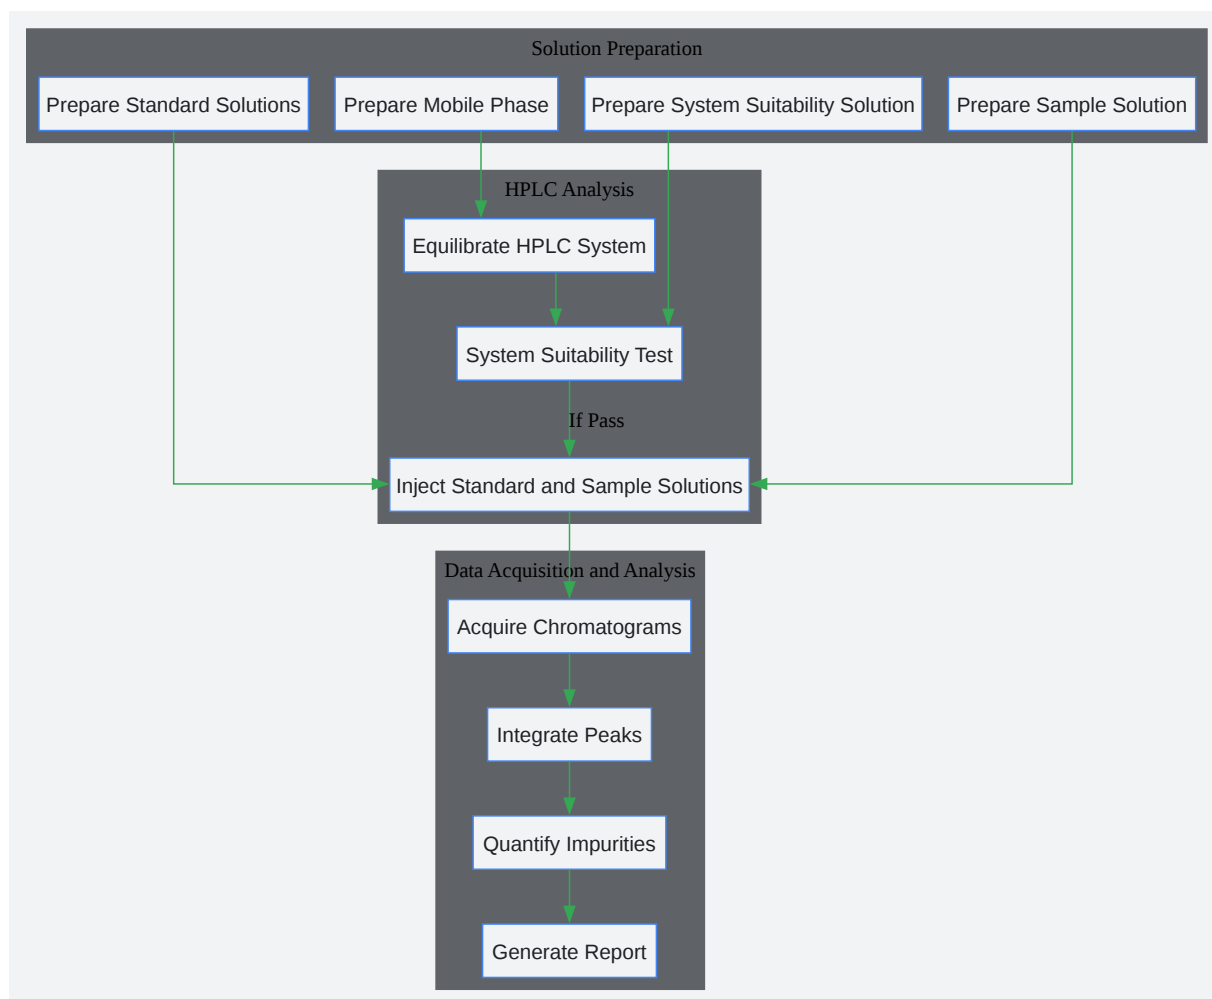 Solution Preparation
Prepare Standard Solutions
Prepare Mobile Phase
Prepare System Suitability Solution
Prepare Sample Solution
HPLC Analysis
Equilibrate HPLC System
System Suitability Test
If Pass
Inject Standard and Sample Solutions
Data Acquisition and Analysis
Acquire Chromatograms
Integrate Peaks
Quantify Impurities
Generate Report